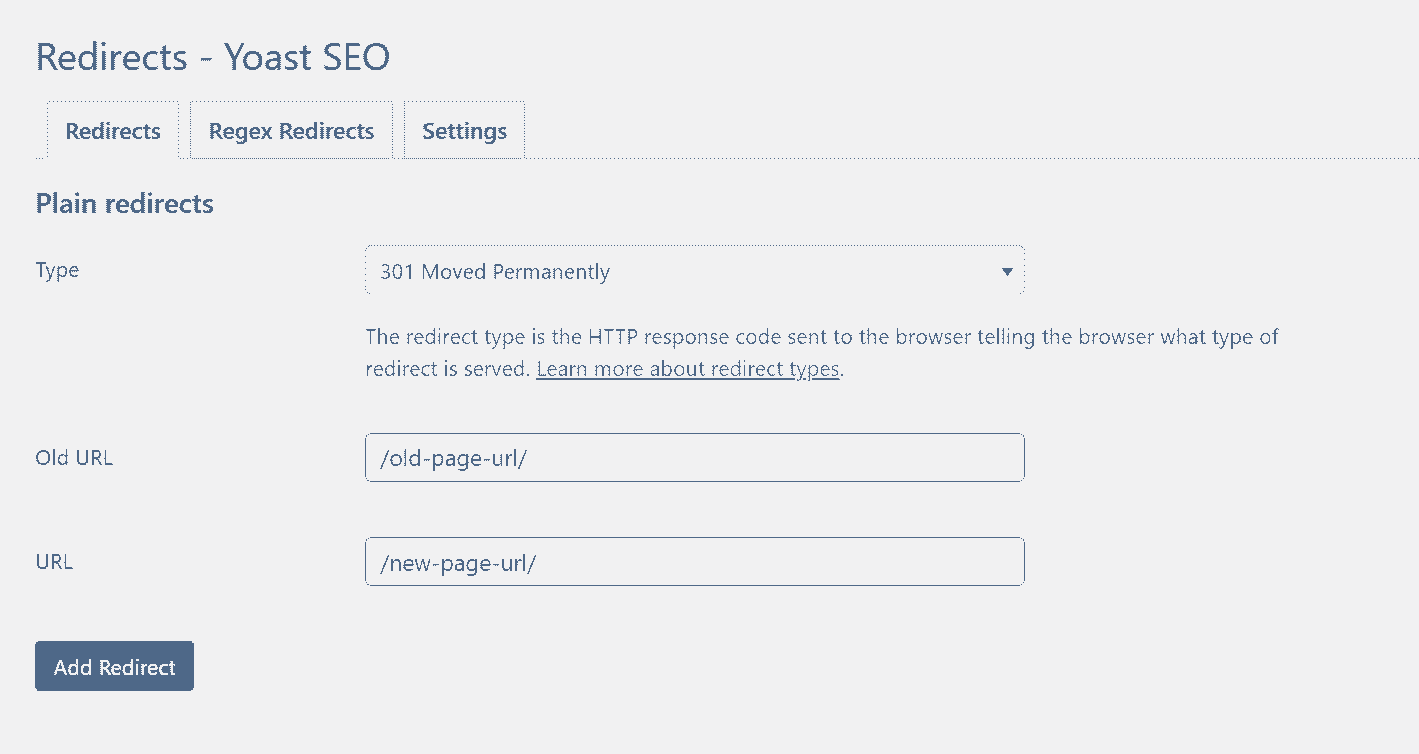 Redirects - Yoast SEO
Redirects
Regex Redirects
Settings
Plain redirects
Type
301 Moved Permanently
The redirect type is the HTTP response code sent to the browser telling the browser what type of
redirect is served. Learn more about redirect types.
Old URL
/old-page-url/
URL
/new-page-url/
Add Redirect